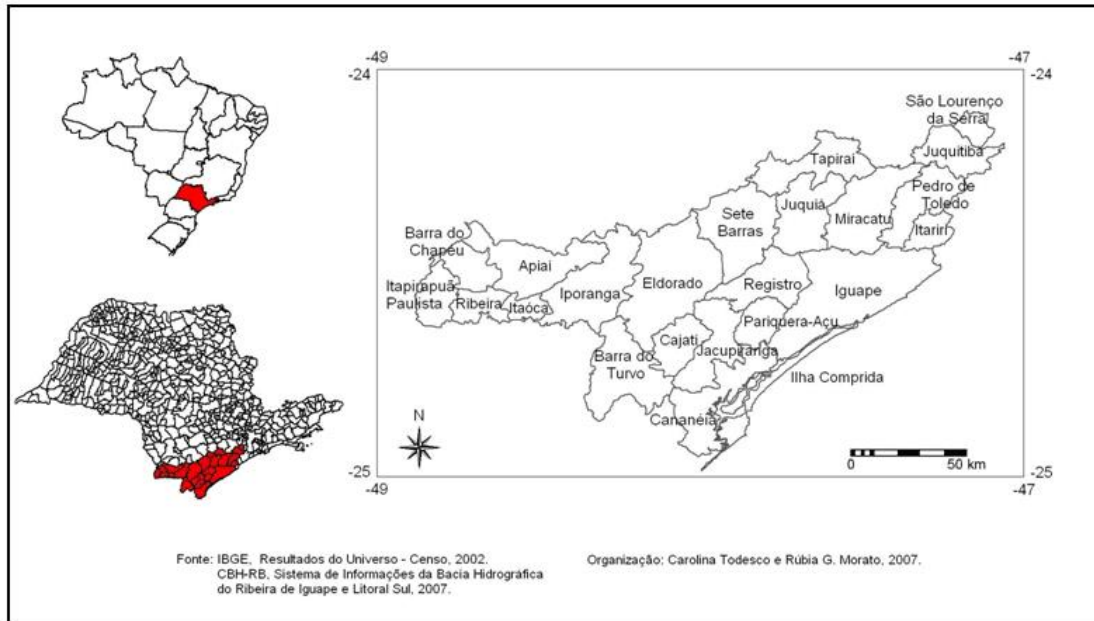 -49
-47
-24
-24
São Lourenço
da Serra
Juquitiba
Tapiraí
Pedro de
Toledo
Juquiá
Miracatu
Sete
Barras
Itariri
Barra do
Chapéu
Apiaí
Itapirapuã
Paulista
Ribeira
Itaóca
Iporanga
Eldorado
Registro
Iguape
Pariquera-Açu
Cajati
Jacupiranga
Barra do
Turvo
Ilha Comprida
Cananéia
N
0
50 km
-25
-25
-49
-47
Fonte: IBGE, Resultados do Universo - Censo, 2002.
CBH-RB, Sistema de Informações da Bacia Hidrográfica
do Ribeira de Iguape e Litoral Sul, 2007.
Organização: Carolina Todesco e Rúbia G. Morato, 2007.